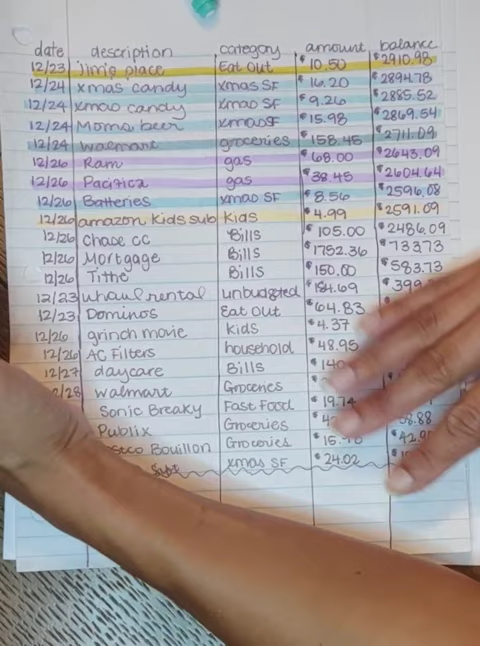 date description category amount balance
12/23 Jim's place Eat Out $10.50 $2910.98
12/24 xmas candy xmas SF $16.20 $2894.78
12/24 xmas candy xmas SF $9.26 $2885.52
12/24 Moms beer xmas SF $15.98 $2869.54
12/24 walmart groceries $158.45 $2711.09
12/26 Ram gas $68.00 $2643.09
12/26 Pacifica gas $38.45 $2604.64
12/26 Batteries xmas SF $8.56 $2596.08
12/26 amazon Kids sub Kids $4.99 $2591.09
12/26 chase cc Bills $105.00 $2486.09
12/26 Mortgage Bills $1752.36 $733.73
12/26 Tithe Bills $150.00 $583.73
12/23 uhaul rental unbudgeted $184.69
12/23 Dominos Eat Out $64.83
12/26 grinch movie Kids $4.37
12/26 AC Filters household $48.95
12/27 daycare Bills
walmart Groceries
Sonic Breaky Fast Food $19.74
Publix Groceries
Bouillon Groceries
xmas SF $24.02